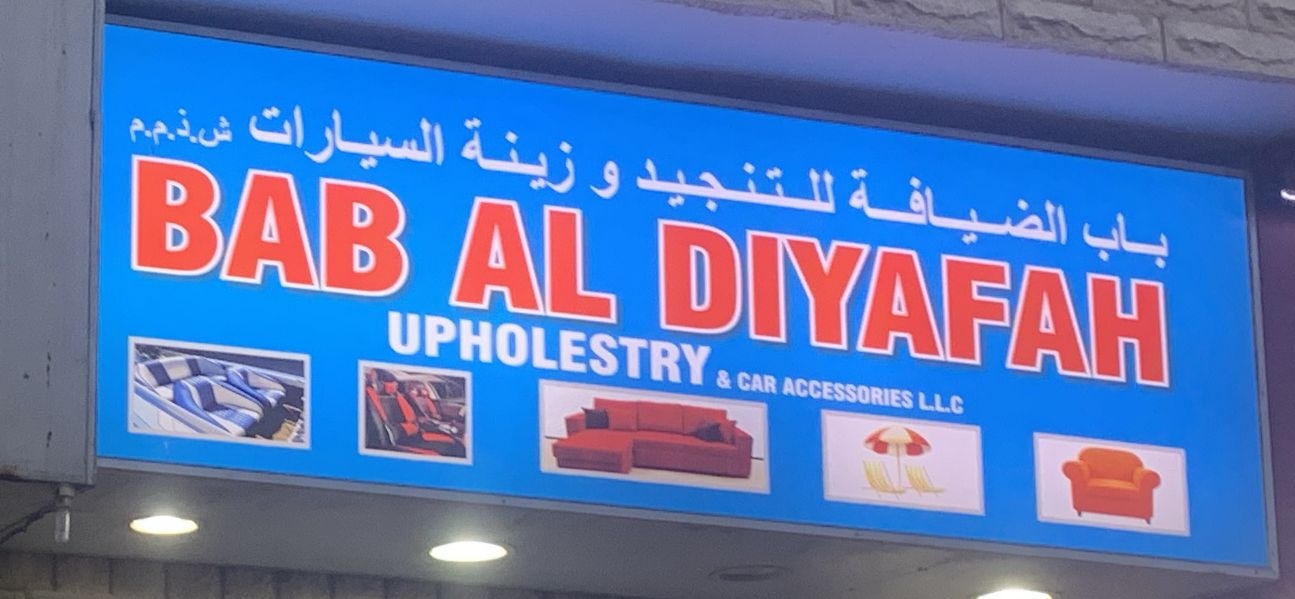 باب الضيافة للتنجيد و زينة السيارات ش.ذ.م.م
BAB AL DIYAFAH
UPHOLESTRY & CAR ACCESSORIES L.L.C